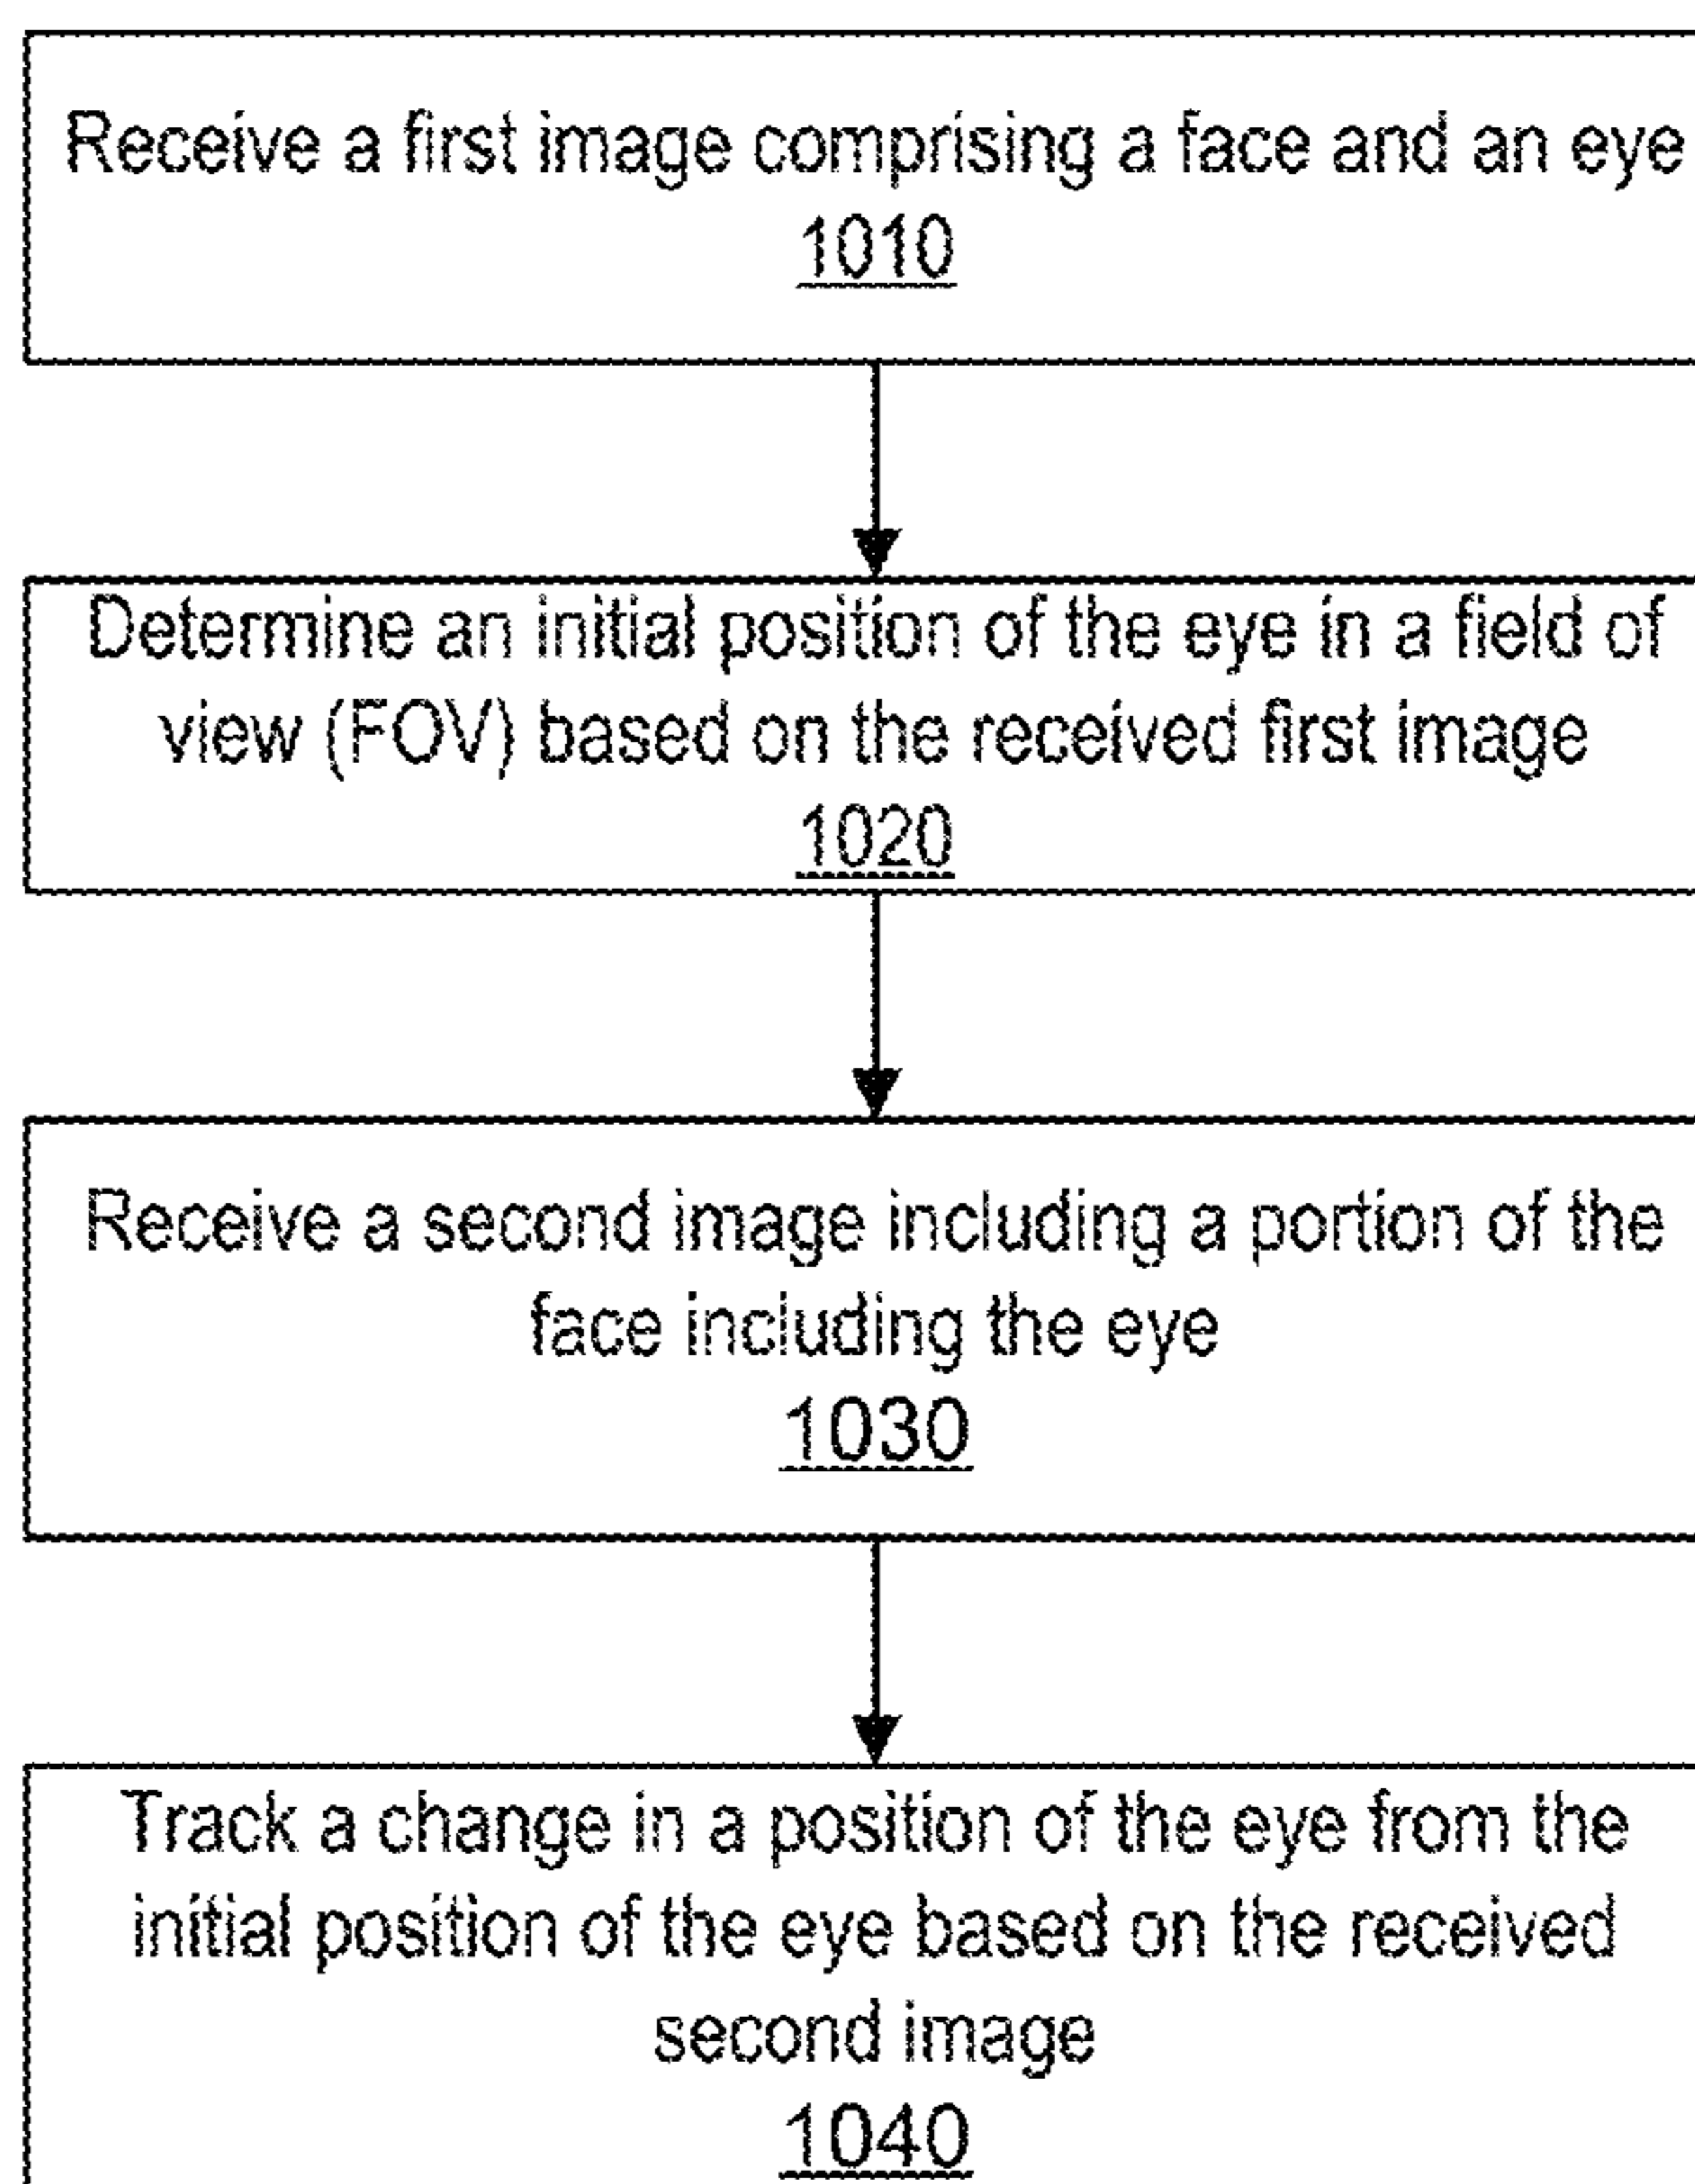 Receive a first image comprising a face and an eye
1010
Determine an initial position of the eye in a field of
view (FOV) based on the received first image
1020
Receive a second image including a portion of the
face including the eye
1030
Track a change in a position of the eye from the
initial position of the eye based on the received
second image
1040